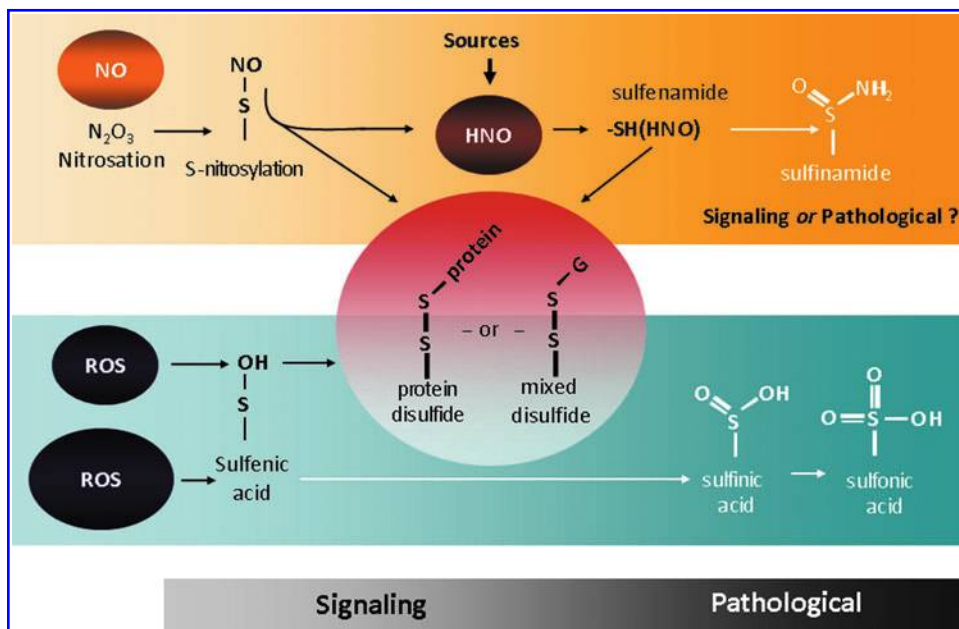 NO
N₂O₃
Nitrosation
NO
S
S-nitrosylation
Sources
HNO
sulfenamide
-SH(HNO)
O
S
NH₂
sulfinamide
Signaling or Pathological ?
protein
S
S
protein
disulfide
– or –
G
S
S
mixed
disulfide
ROS
OH
S
Sulfenic
acid
ROS
O
OH
S
sulfinic
acid
O
O
S
OH
sulfonic
acid
Signaling
Pathological